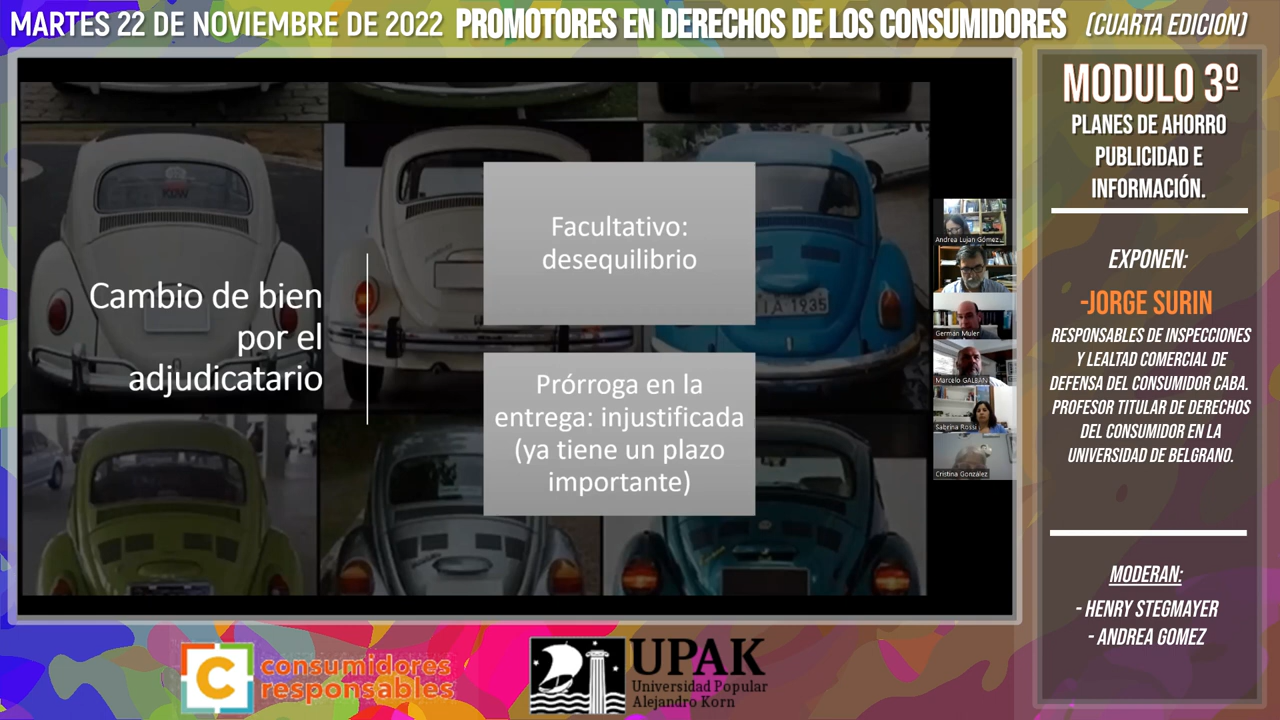 MARTES 22 DE NOVIEMBRE DE 2022 PROMOTORES EN DERECHOS DE LOS CONSUMIDORES (CUARTA EDICION)
Cambio de bien
por el
adjudicatario
Facultativo:
desequilibrio
Prórroga en la
entrega: injustificada
(ya tiene un plazo
importante)
Andrea Lujan Gómez...
Germán Muler
Marcelo GALBÁN
Sabrina Rossi
Cristina González
MODULO 3º
PLANES DE AHORRO
PUBLICIDAD E
INFORMACIÓN.
EXPONEN:
-JORGE SURIN
RESPONSABLES DE INSPECCIONES
Y LEALTAD COMERCIAL DE
DEFENSA DEL CONSUMIDOR CABA.
PROFESOR TITULAR DE DERECHOS
DEL CONSUMIDOR EN LA
UNIVERSIDAD DE BELGRANO.
MODERAN:
- HENRY STEGMAYER
- ANDREA GOMEZ
C consumidores
responsables
UPAK
Universidad Popular
Alejandro Korn